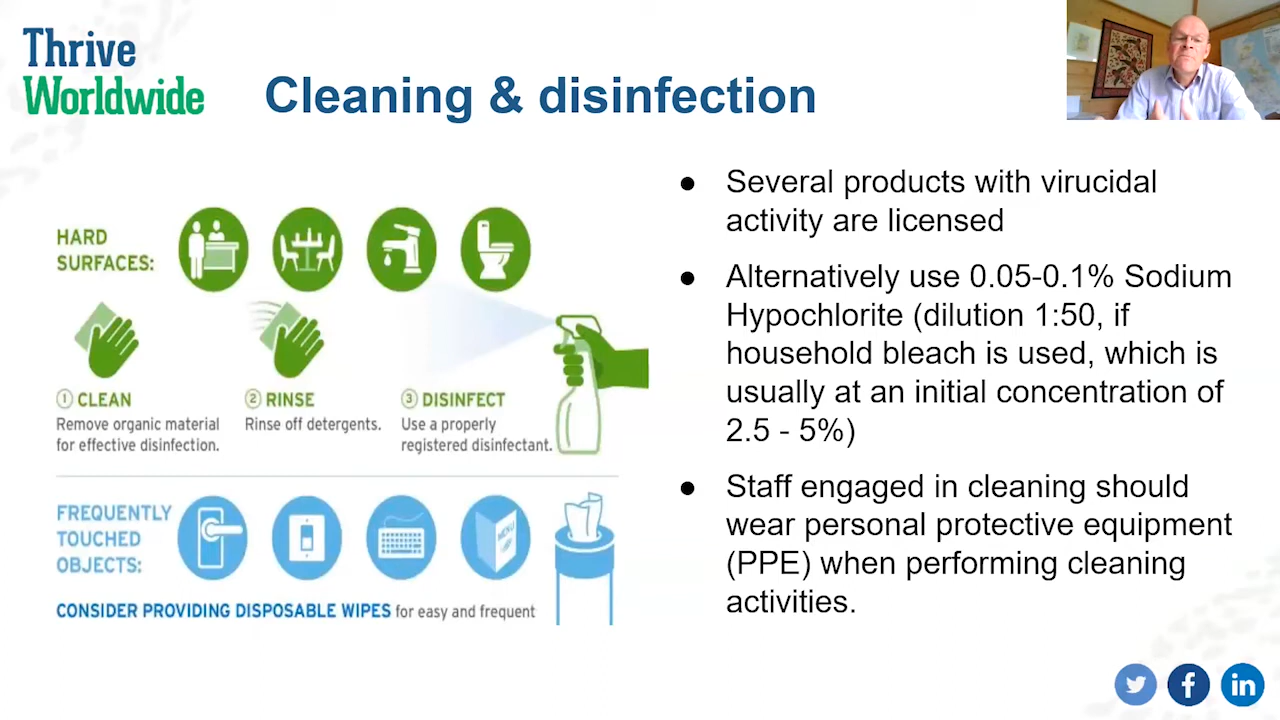 Thrive
Worldwide
Cleaning & disinfection
HARD
SURFACES:
① CLEAN
Remove organic material
for effective disinfection.
② RINSE
Rinse off detergents.
③ DISINFECT
Use a properly
registered disinfectant.
FREQUENTLY
TOUCHED
OBJECTS:
MENU
CONSIDER PROVIDING DISPOSABLE WIPES for easy and frequent
● Several products with virucidal
activity are licensed
● Alternatively use 0.05-0.1% Sodium
Hypochlorite (dilution 1:50, if
household bleach is used, which is
usually at an initial concentration of
2.5 - 5%)
● Staff engaged in cleaning should
wear personal protective equipment
(PPE) when performing cleaning
activities.
f
in